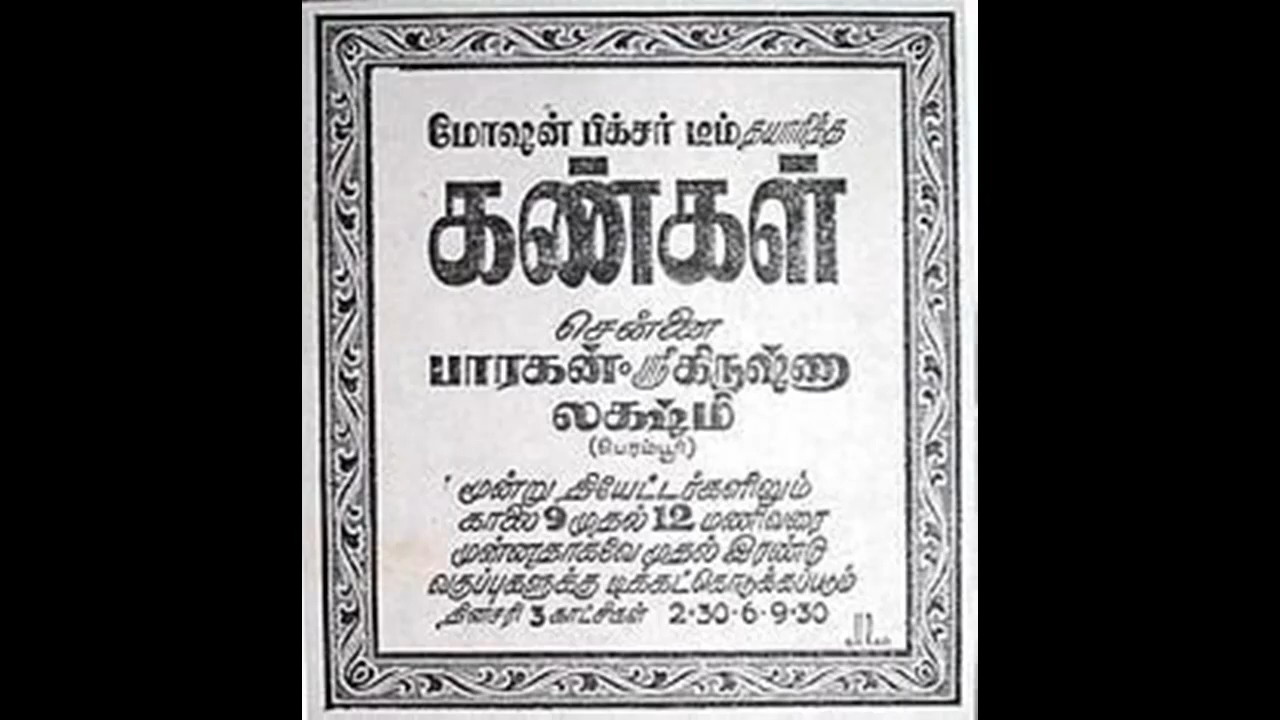 மோஷன் பிக்சர் டீம் தயாரித்த
கண்கள்
சென்னை
பாரகன்·ஸ்ரீகிருஷ்ணா
லக்ஷ்மி
(பெரம்பூர்)
மூன்று தியேட்டர்களிலும்
காலை 9 முதல் 12 மணிவரை
முன்னதாகவே முதல் இரண்டு
வகுப்புகளுக்கு டிக்கட் கொடுக்கப்படும்
தினசரி 3 காட்சிகள் 2-30-6-9-30